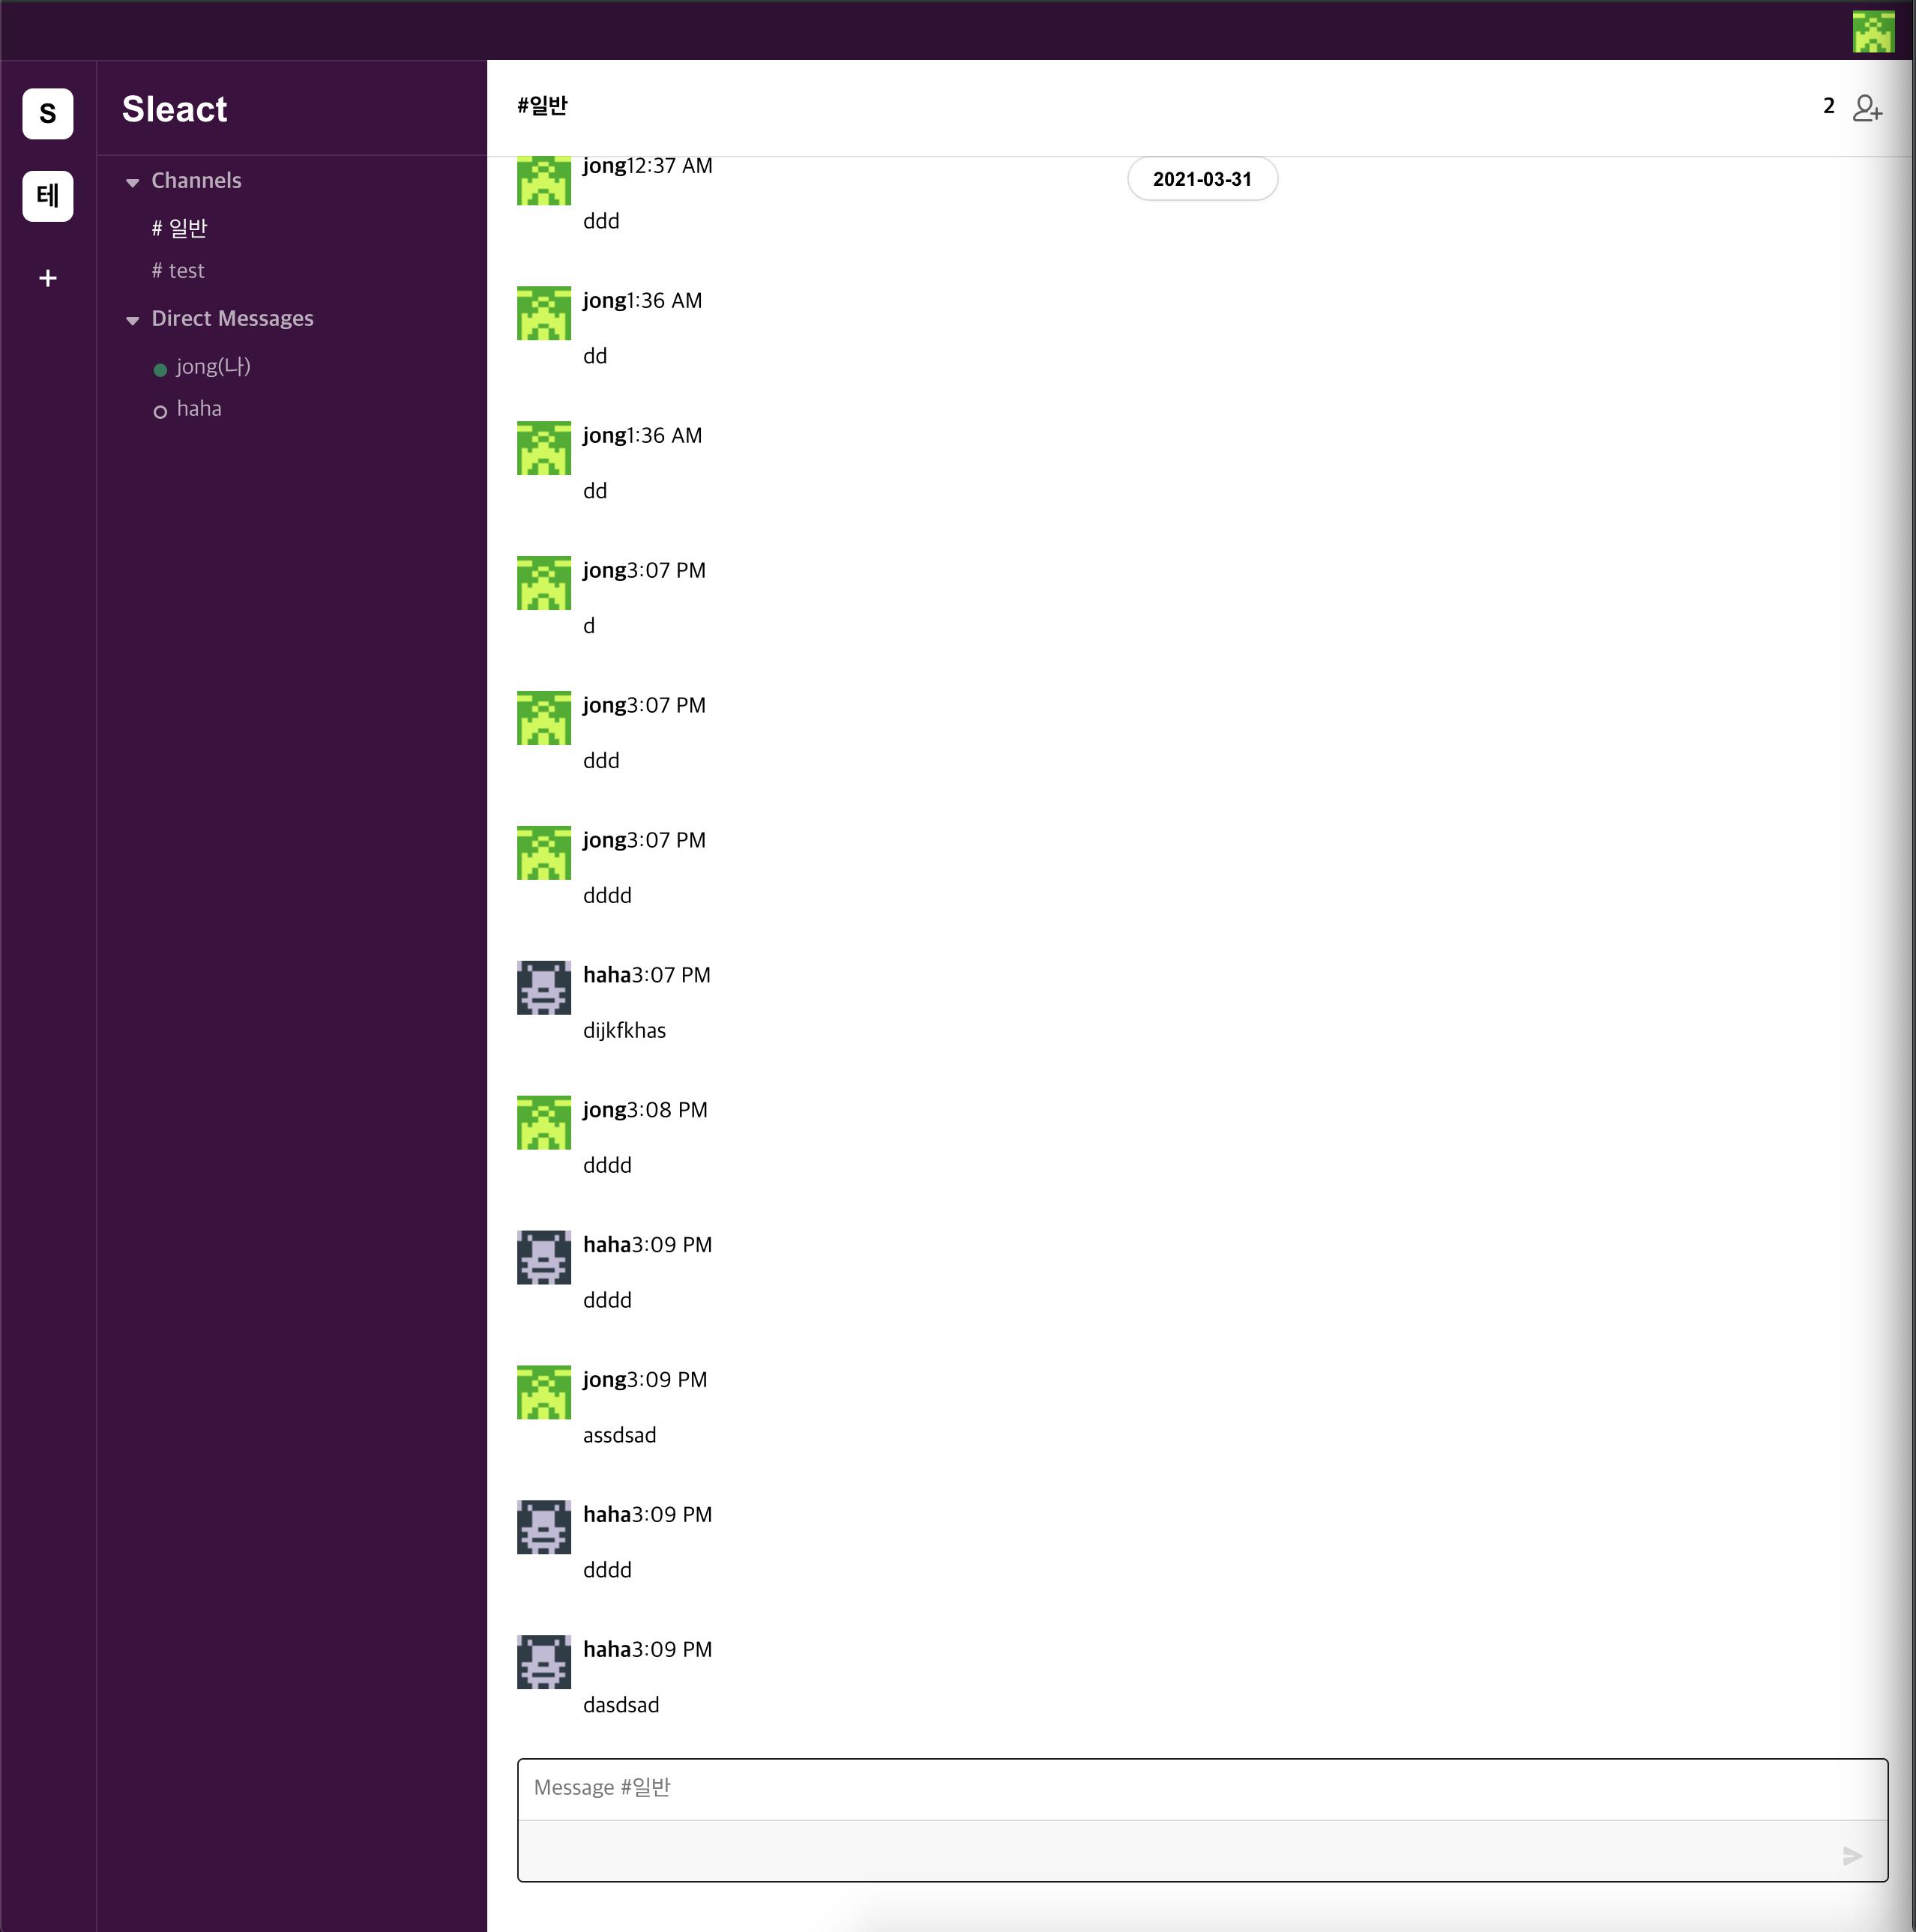 S
테
+
Sleact
Channels
# 일반
# test
Direct Messages
jong(나)
haha
#일반
2
2021-03-31
jong12:37 AM
ddd
jong1:36 AM
dd
jong1:36 AM
dd
jong3:07 PM
d
jong3:07 PM
ddd
jong3:07 PM
dddd
haha3:07 PM
dijkfkhas
jong3:08 PM
dddd
haha3:09 PM
dddd
jong3:09 PM
assdsad
haha3:09 PM
dddd
haha3:09 PM
dasdsad
Message #일반